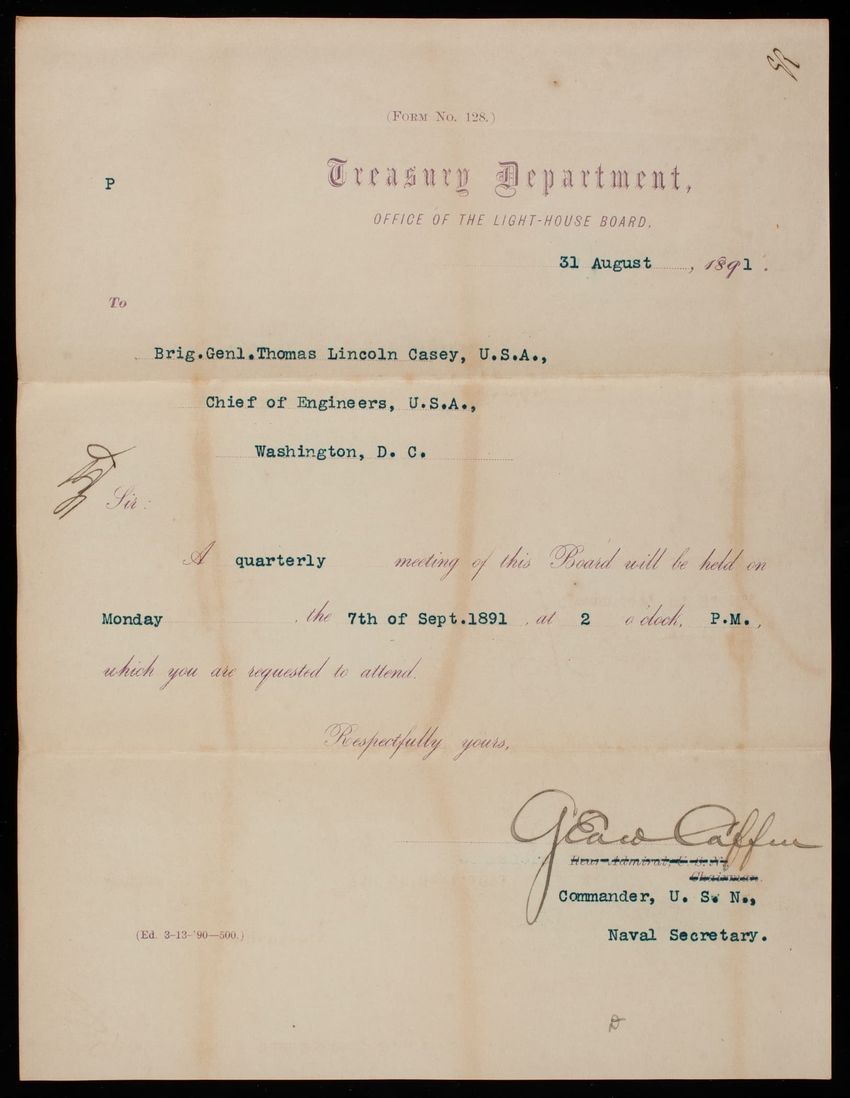 (FORM NO. 128.)
P
Treasury Department,
OFFICE OF THE LIGHT-HOUSE BOARD,
31 August, 1891.
To
Brig.Genl.Thomas Lincoln Casey, U.S.A.,
Chief of Engineers, U.S.A.,
Washington, D. C.
Sir:
A quarterly meeting of this Board will be held on
Monday, the 7th of Sept.1891, at 2 o'clock, P.M.,
which you are requested to attend.
Respectfully yours,
Rear-Admiral, U.S.N.,
Chairman.
Commander, U. S. N.,
Naval Secretary.
(Ed. 3-13-'90—500.)